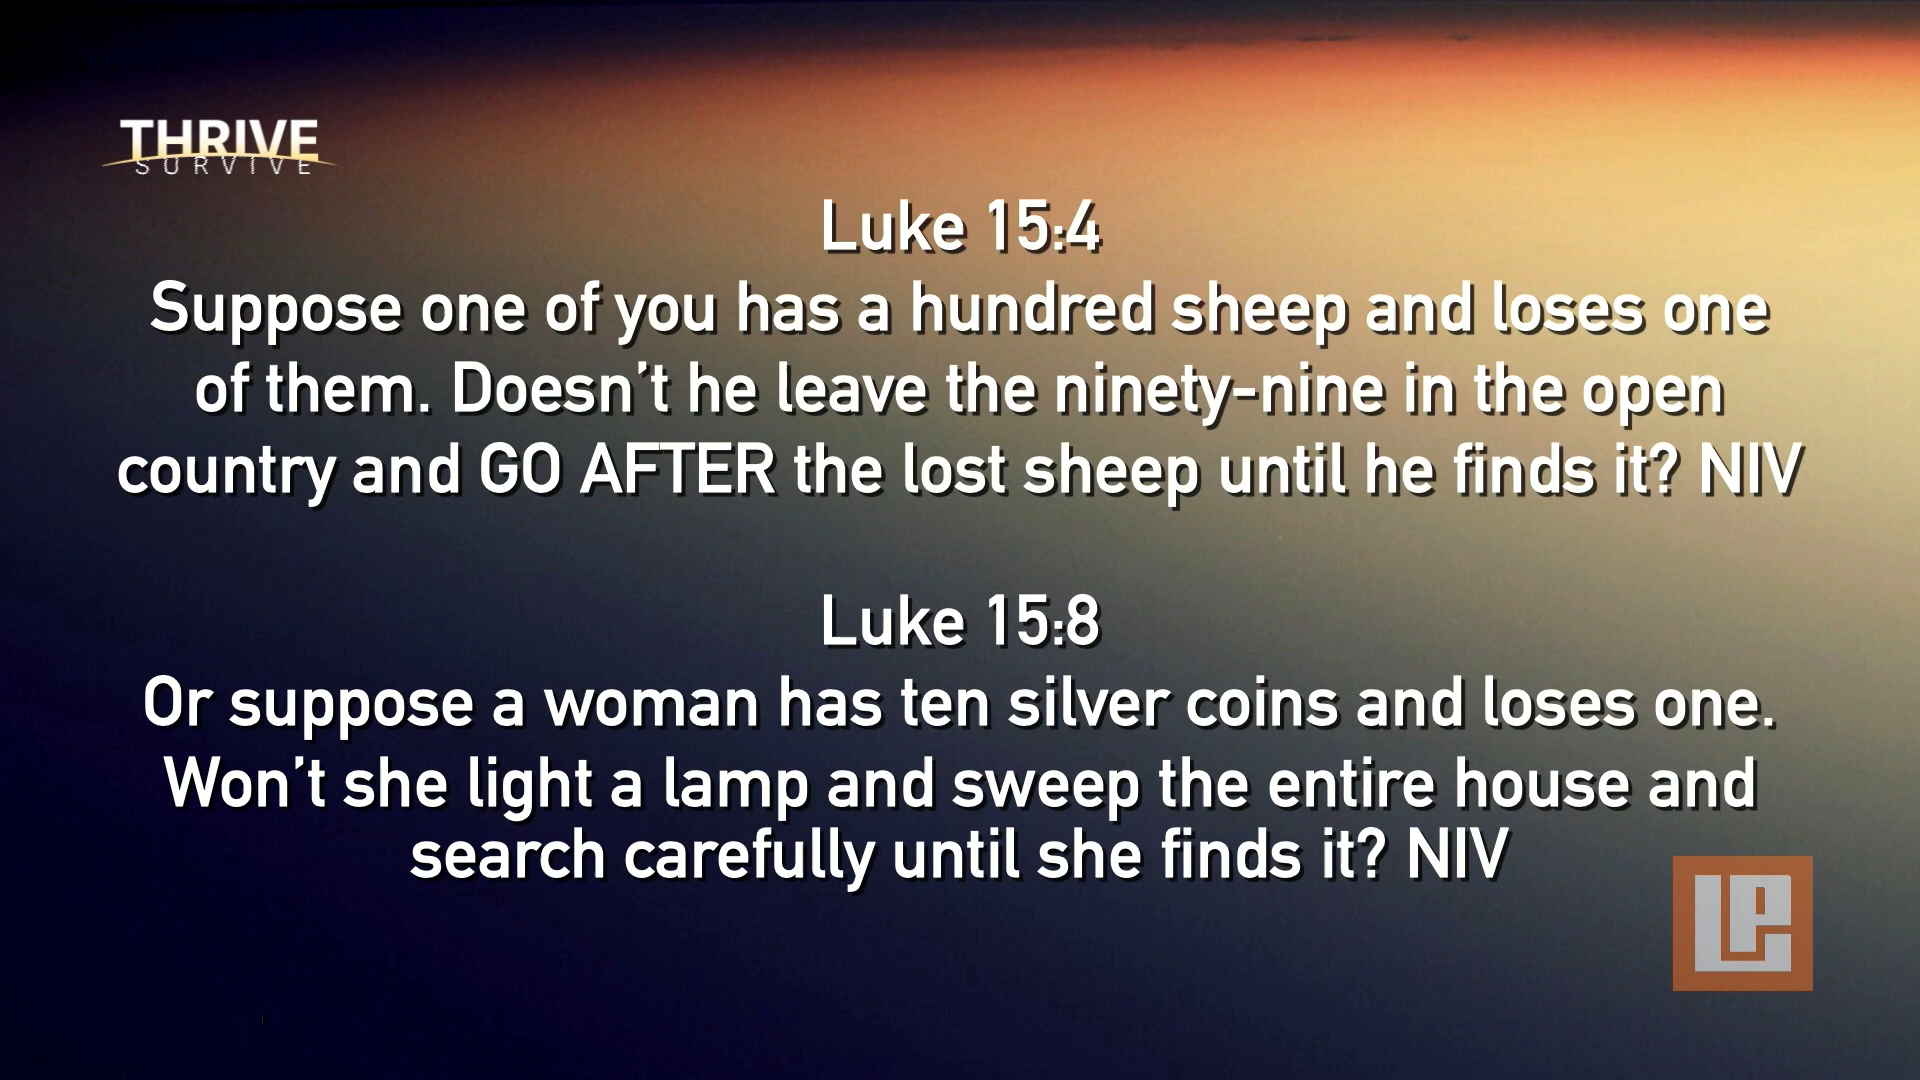 THRIVE
SURVIVE
Luke 15:4
Suppose one of you has a hundred sheep and loses one
of them. Doesn’t he leave the ninety-nine in the open
country and GO AFTER the lost sheep until he finds it? NIV
Luke 15:8
Or suppose a woman has ten silver coins and loses one.
Won’t she light a lamp and sweep the entire house and
search carefully until she finds it? NIV
LP